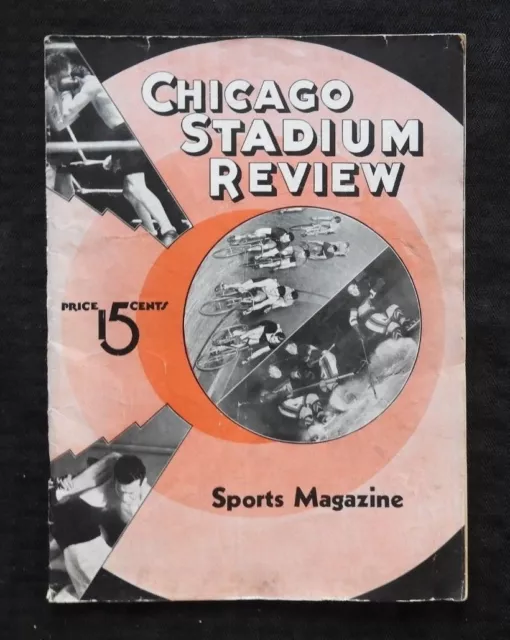 CHICAGO
STADIUM
REVIEW
PRICE 15 CENTS
Sports Magazine